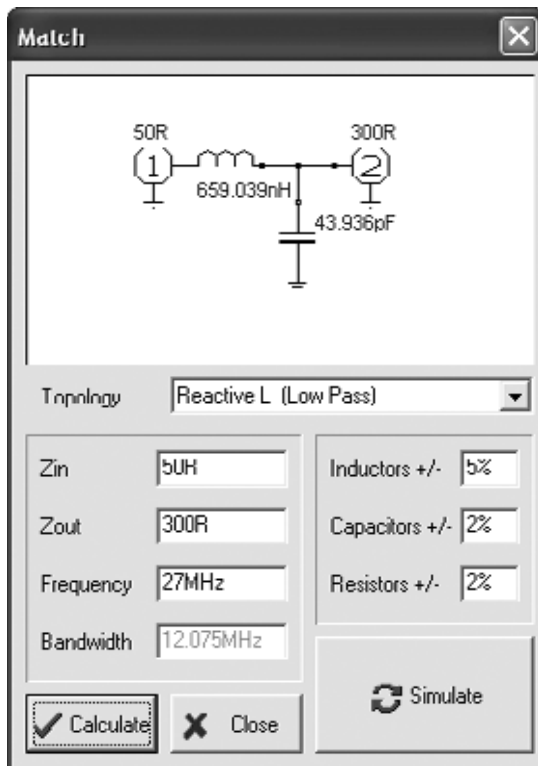 Match
50R
300R
1
2
659.039nH
43.936pF
Topology
Reactive L (Low Pass)
Zin
50R
Inductors +/-
5%
Zout
300R
Capacitors +/-
2%
Frequency
27MHz
Resistors +/-
2%
Bandwidth
12.075MHz
Simulate
Calculate
Close